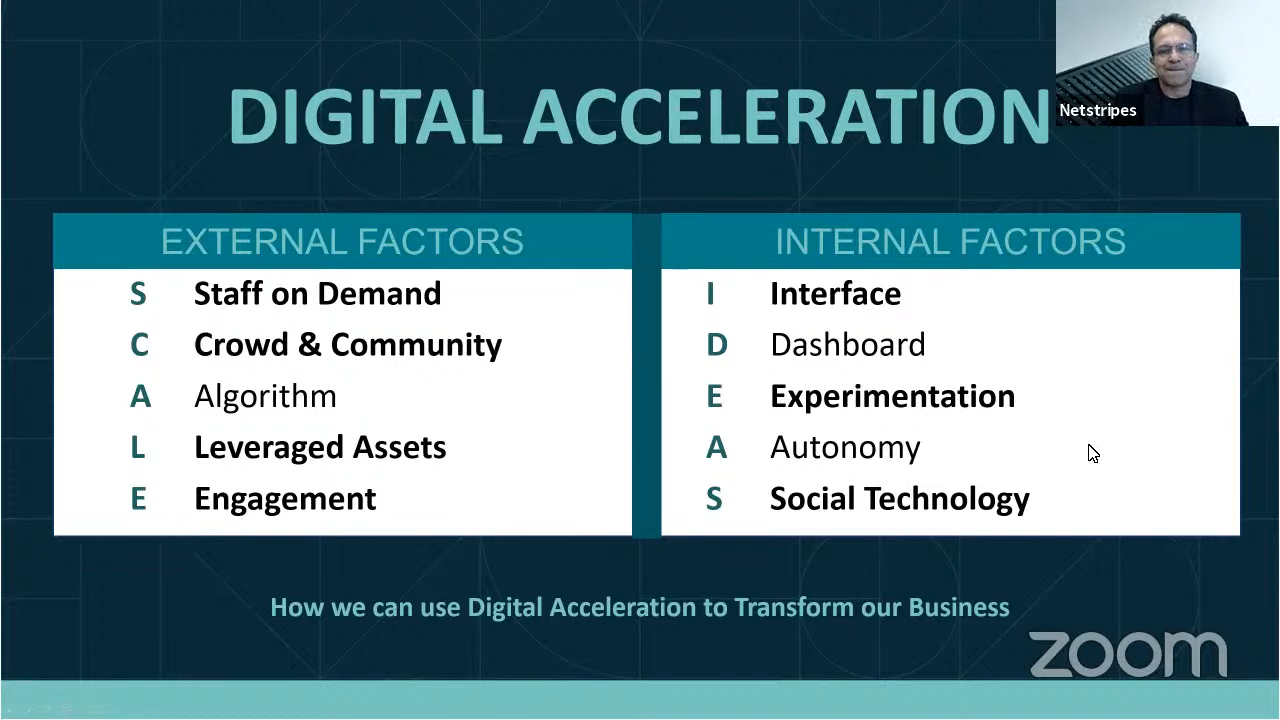 DIGITAL ACCELERATION
Netstripes
EXTERNAL FACTORS
S Staff on Demand
C Crowd & Community
A Algorithm
L Leveraged Assets
E Engagement
INTERNAL FACTORS
I Interface
D Dashboard
E Experimentation
A Autonomy
S Social Technology
How we can use Digital Acceleration to Transform our Business
zoom